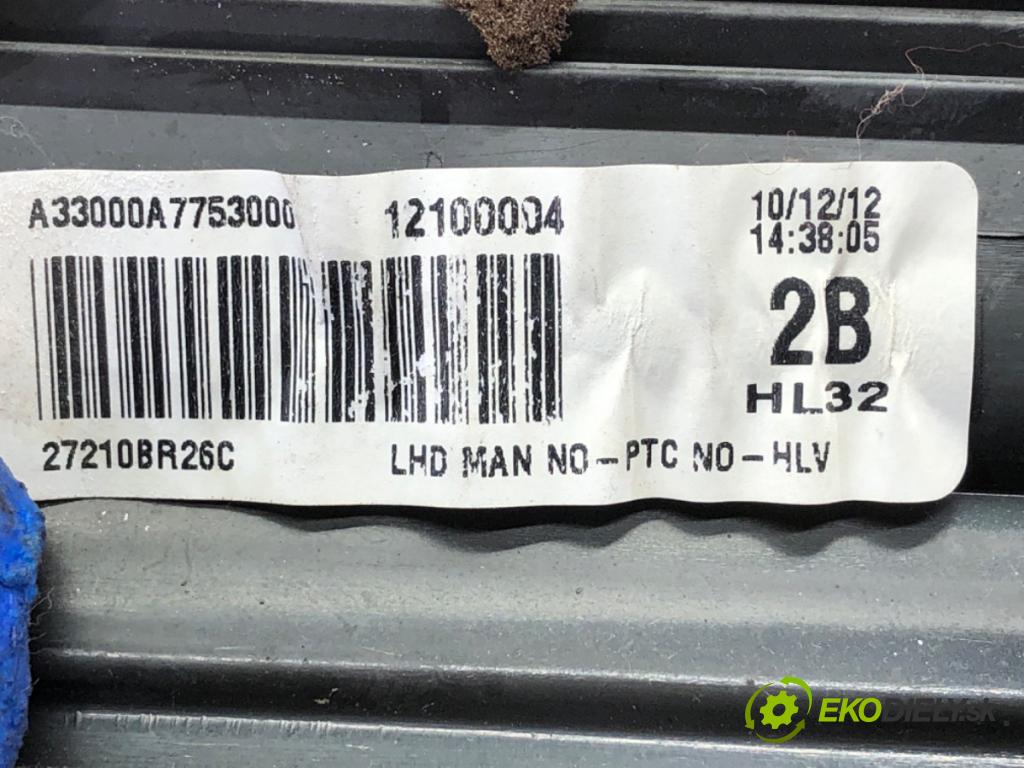 A33000A7753000 12100004
10/12/12
14:38:05
2B
HL32
27210BR26C LHD MAN NO-PTC NO-HLV
EKODIELY.SK